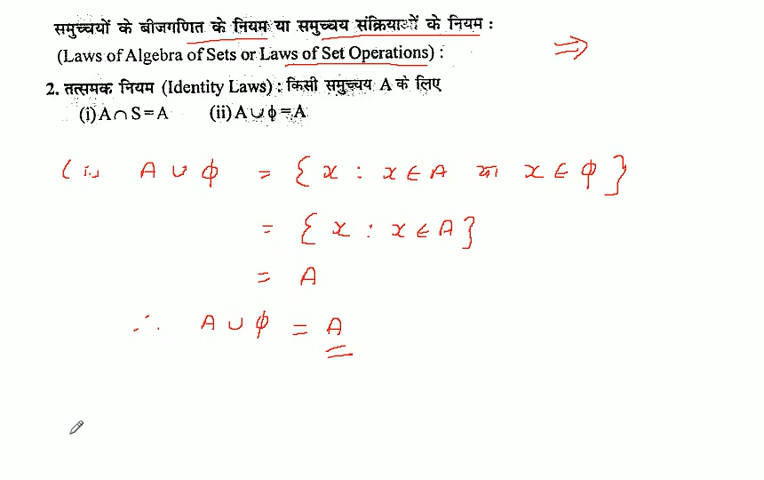 समुच्चयों के बीजगणित के नियम या समुच्चय संक्रियाओं के नियम :
(Laws of Algebra of Sets or Laws of Set Operations) : ⇒
2. तत्समक नियम (Identity Laws) : किसी समुच्चय A के लिए
(i) A∩S=A (ii) A∪ϕ=A
(i) A ∪ ϕ = { x : x ∈ A या x ∈ ϕ }
= { x : x ∈ A }
= A
∴ A ∪ ϕ = A